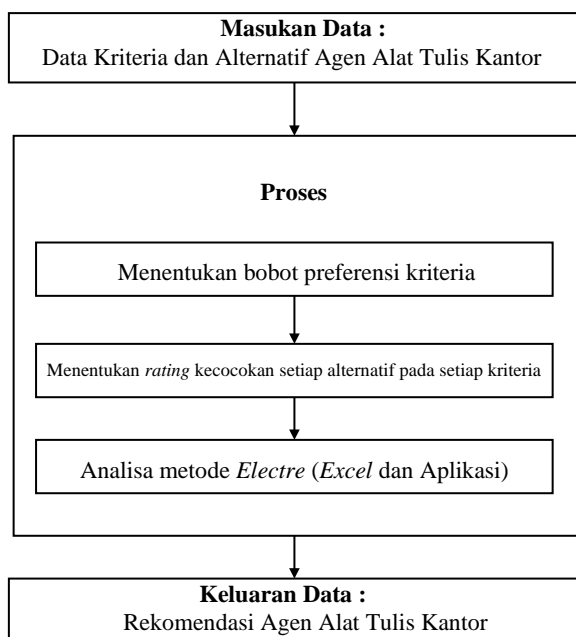 Masukan Data :
Data Kriteria dan Alternatif Agen Alat Tulis Kantor
Proses
Menentukan bobot preferensi kriteria
Menentukan rating kecocokan setiap alternatif pada setiap kriteria
Analisa metode Electre (Excel dan Aplikasi)
Keluaran Data :
Rekomendasi Agen Alat Tulis Kantor